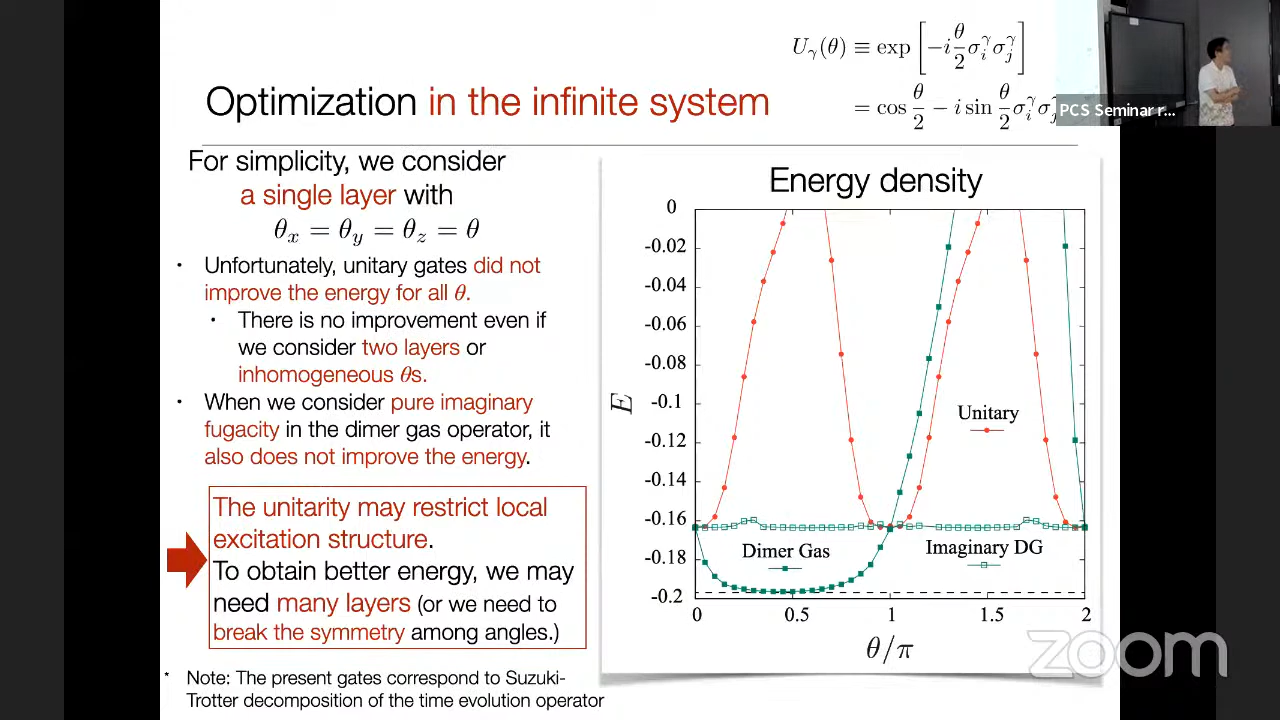 U_γ(θ) ≡ exp[−i θ/2 σ_i^γ σ_j^γ]
= cos θ/2 − i sin θ/2 σ_i^γ σ_j^γ
PCS Seminar r...
Optimization in the infinite system
For simplicity, we consider
a single layer with
θ_x = θ_y = θ_z = θ
· Unfortunately, unitary gates did not
improve the energy for all θ.
· There is no improvement even if
we consider two layers or
inhomogeneous θs.
· When we consider pure imaginary
fugacity in the dimer gas operator, it
also does not improve the energy.
The unitarity may restrict local
excitation structure.
To obtain better energy, we may
need many layers (or we need to
break the symmetry among angles.)
* Note: The present gates correspond to Suzuki-
Trotter decomposition of the time evolution operator
Energy density
0
-0.02
-0.04
-0.06
-0.08
-0.1
-0.12
-0.14
-0.16
-0.18
-0.2
E
Unitary
Dimer Gas
Imaginary DG
0 0.5 1 1.5 2
θ/π
zoom